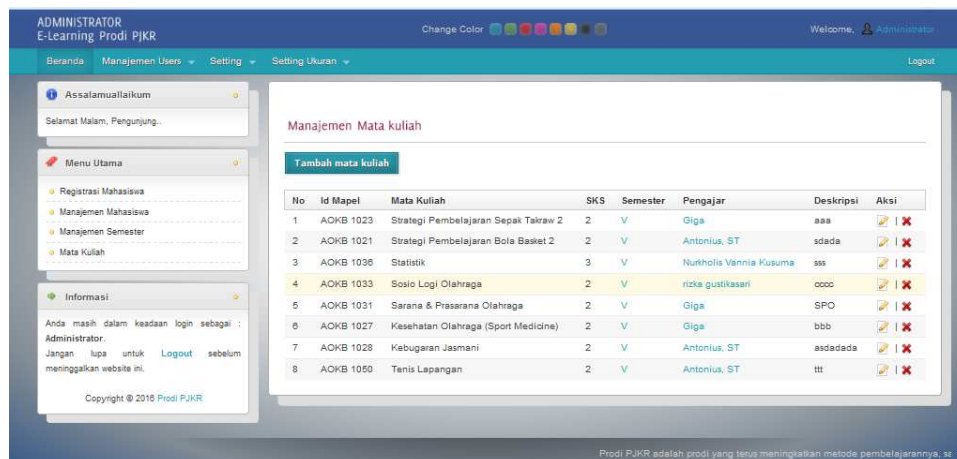 ADMINISTRATOR
E-Learning Prodi PJKR
Change Color
Welcome, Administrator
Beranda Manajemen Users Setting Setting Ukuran Logout
Assalamuallaikum
Selamat Malam, Pengunjung..
Menu Utama
Registrasi Mahasiswa
Manajemen Mahasiswa
Manajemen Semester
Mata Kuliah
Informasi
Anda masih dalam keadaan login sebagai :
Administrator.
Jangan lupa untuk Logout sebelum
meninggalkan website ini.
Copyright © 2016 Prodi PJKR
Manajemen Mata kuliah
Tambah mata kuliah
No Id Mapel Mata Kuliah SKS Semester Pengajar Deskripsi Aksi
1 AOKB 1023 Strategi Pembelajaran Sepak Takraw 2 2 V Giga aaa |
2 AOKB 1021 Strategi Pembelajaran Bola Basket 2 2 V Antonius, ST sdada |
3 AOKB 1036 Statistik 3 V Nurkholis Vannia Kusuma sss |
4 AOKB 1033 Sosio Logi Olahraga 2 V rizka gustikasari cccc |
5 AOKB 1031 Sarana & Prasarana Olahraga 2 V Giga SPO |
6 AOKB 1027 Kesehatan Olahraga (Sport Medicine) 2 V Giga bbb |
7 AOKB 1028 Kebugaran Jasmani 2 V Antonius, ST asdadada |
8 AOKB 1050 Tenis Lapangan 2 V Antonius, ST ttt |
Prodi PJKR adalah prodi yang terus meningkatkan metode pembelajarannya, se